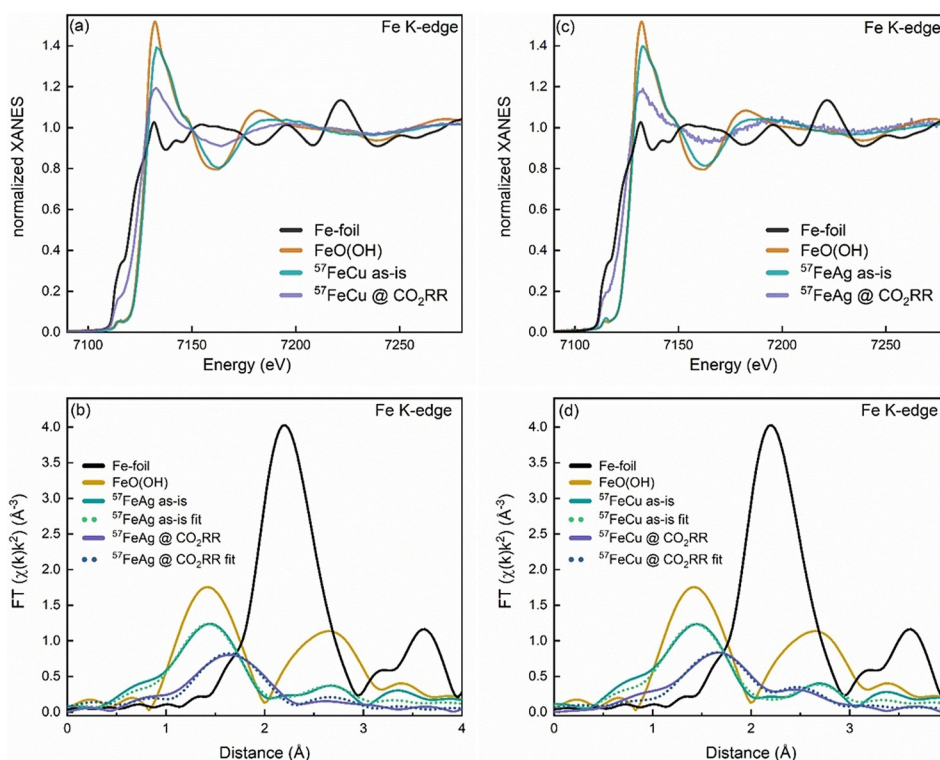 (a) Fe K-edge
normalized XANES
1.4
1.2
1.0
0.8
0.6
0.4
0.2
0.0
Fe-foil
FeO(OH)
⁵⁷FeCu as-is
⁵⁷FeCu @ CO₂RR
7100 7150 7200 7250
Energy (eV)
(c) Fe K-edge
normalized XANES
1.4
1.2
1.0
0.8
0.6
0.4
0.2
0.0
Fe-foil
FeO(OH)
⁵⁷FeAg as-is
⁵⁷FeAg @ CO₂RR
7100 7150 7200 7250
Energy (eV)
(b) Fe K-edge
FT (χ(k)k²) (Å⁻³)
4.0
3.5
3.0
2.5
2.0
1.5
1.0
0.5
0.0
Fe-foil
FeO(OH)
⁵⁷FeAg as-is
⁵⁷FeAg as-is fit
⁵⁷FeAg @ CO₂RR
⁵⁷FeAg @ CO₂RR fit
0 1 2 3 4
Distance (Å)
(d) Fe K-edge
FT (χ(k)k²) (Å⁻³)
4.0
3.5
3.0
2.5
2.0
1.5
1.0
0.5
0.0
Fe-foil
FeO(OH)
⁵⁷FeCu as-is
⁵⁷FeCu as-is fit
⁵⁷FeCu @ CO₂RR
⁵⁷FeCu @ CO₂RR fit
0 1 2 3
Distance (Å)